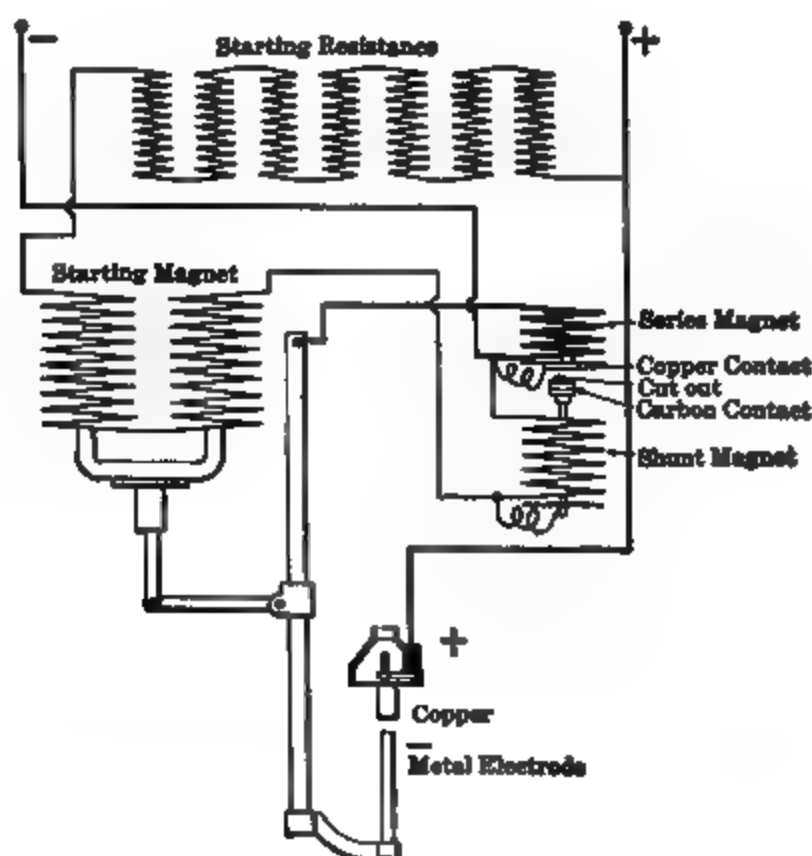 − +
Starting Resistance
Starting Magnet
Series Magnet
Copper Contact
Cut out
Carbon Contact
Shunt Magnet
+
Copper
−
Metal Electrode